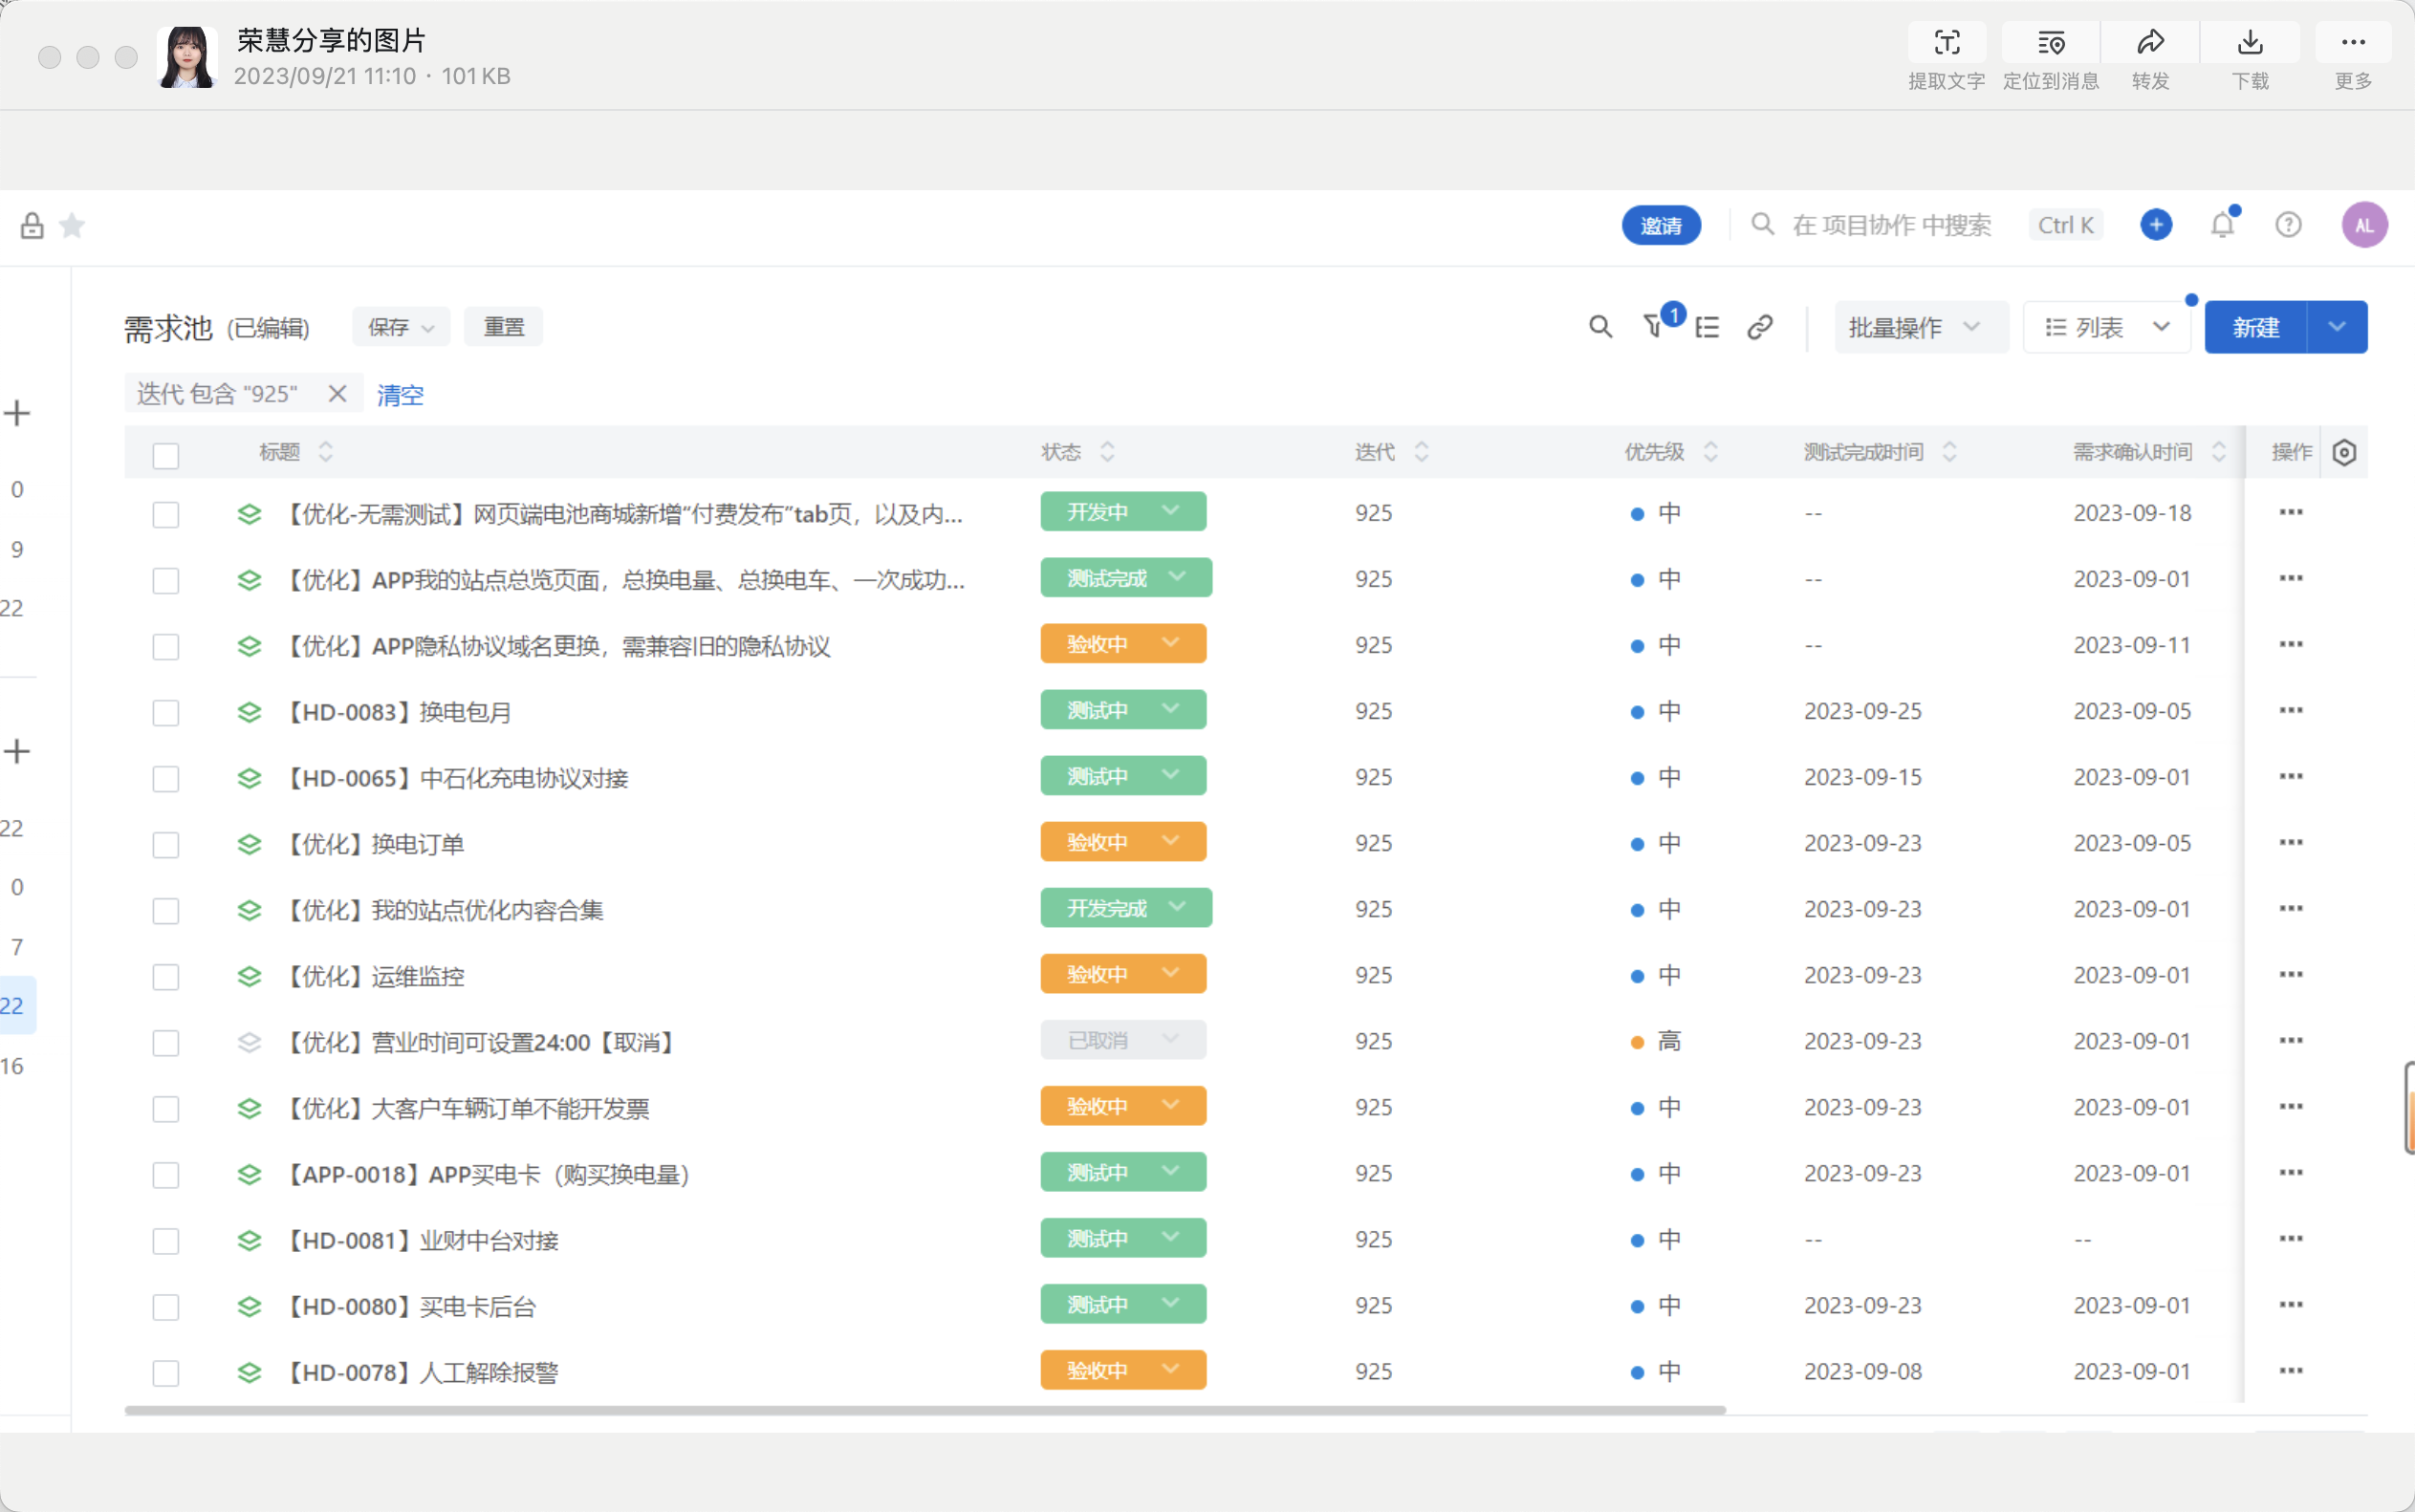 荣慧分享的图片
2023/09/21 11:10 · 101 KB
提取文字 定位到消息 转发 下载 更多
邀请 在 项目协作 中搜索 Ctrl K AL
需求池 (已编辑) 保存 重置 1 批量操作 列表 新建
迭代 包含 "925" 清空
标题 状态 迭代 优先级 测试完成时间 需求确认时间 操作
0
9
22
22
0
7
22
16
【优化-无需测试】网页端电池商城新增“付费发布”tab页，以及内... 开发中 925 中 -- 2023-09-18
【优化】APP我的站点总览页面，总换电量、总换电车、一次成功... 测试完成 925 中 -- 2023-09-01
【优化】APP隐私协议域名更换，需兼容旧的隐私协议 验收中 925 中 -- 2023-09-11
【HD-0083】换电包月 测试中 925 中 2023-09-25 2023-09-05
【HD-0065】中石化充电协议对接 测试中 925 中 2023-09-15 2023-09-01
【优化】换电订单 验收中 925 中 2023-09-23 2023-09-05
【优化】我的站点优化内容合集 开发完成 925 中 2023-09-23 2023-09-01
【优化】运维监控 验收中 925 中 2023-09-23 2023-09-01
【优化】营业时间可设置24:00【取消】 已取消 925 高 2023-09-23 2023-09-01
【优化】大客户车辆订单不能开发票 验收中 925 中 2023-09-23 2023-09-01
【APP-0018】APP买电卡（购买换电量） 测试中 925 中 2023-09-23 2023-09-01
【HD-0081】业财中台对接 测试中 925 中 -- --
【HD-0080】买电卡后台 测试中 925 中 2023-09-23 2023-09-01
【HD-0078】人工解除报警 验收中 925 中 2023-09-08 2023-09-01